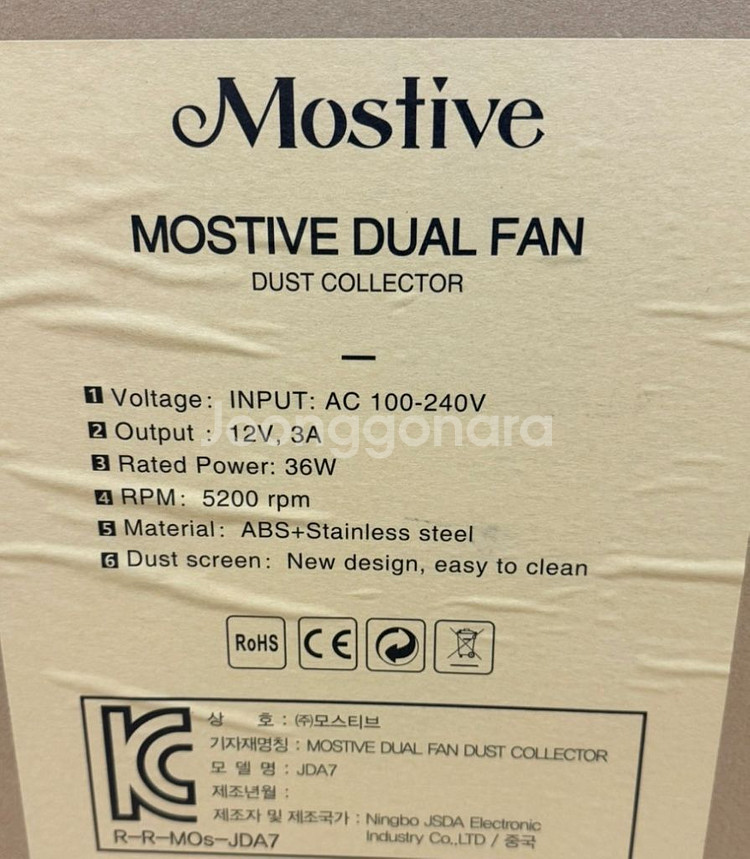 Mostive
MOSTIVE DUAL FAN
DUST COLLECTOR
1 Voltage: INPUT: AC 100-240V
2 Output : 12V, 3A
Joonggonara
3 Rated Power: 36W
4 RPM: 5200 rpm
5 Material: ABS+Stainless steel
6 Dust screen: New design, easy to clean
RoHS CE
상 호 : ㈜모스티브
기자재명칭 : MOSTIVE DUAL FAN DUST COLLECTOR
모 델 명 : JDA7
제조년월 :
제조자 및 제조국가 : Ningbo JSDA Electronic
Industry Co.,LTD / 중국
R-R-MOs-JDA7